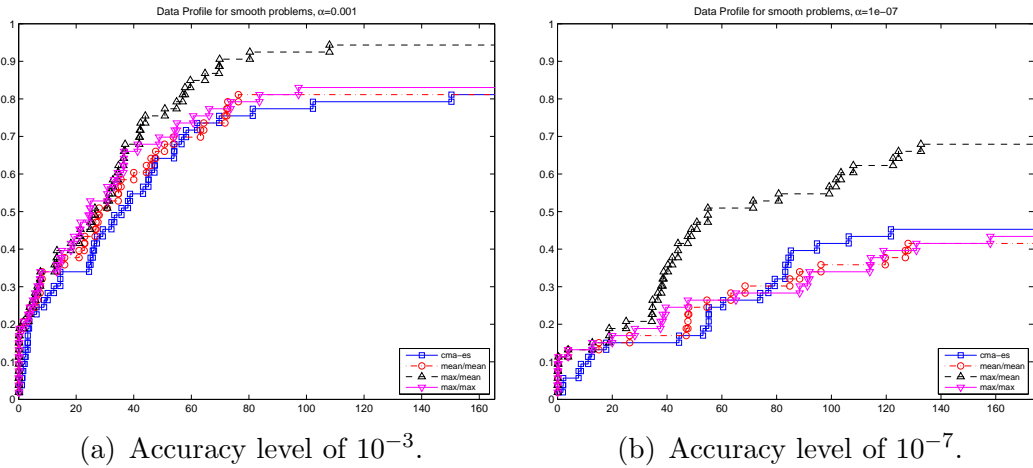 Data Profile for smooth problems, α=0.001
1
0.9
0.8
0.7
0.6
0.5
0.4
0.3
0.2
0.1
0
0 20 40 60 80 100 120 140 160
cma−es
mean/mean
max/mean
max/max
(a) Accuracy level of 10⁻³.
Data Profile for smooth problems, α=1e−07
1
0.9
0.8
0.7
0.6
0.5
0.4
0.3
0.2
0.1
0
0 20 40 60 80 100 120 140 160
cma−es
mean/mean
max/mean
max/max
(b) Accuracy level of 10⁻⁷.